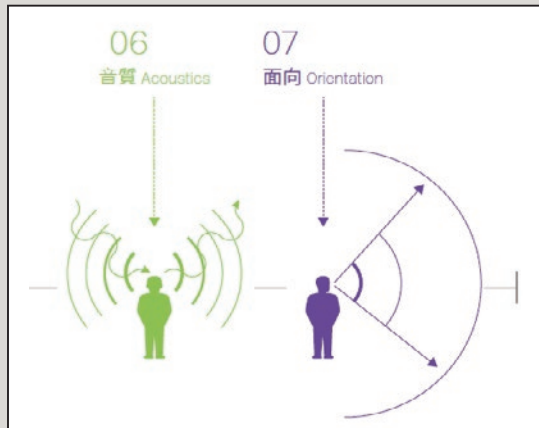 06
音質 Acoustics
07
面向 Orientation